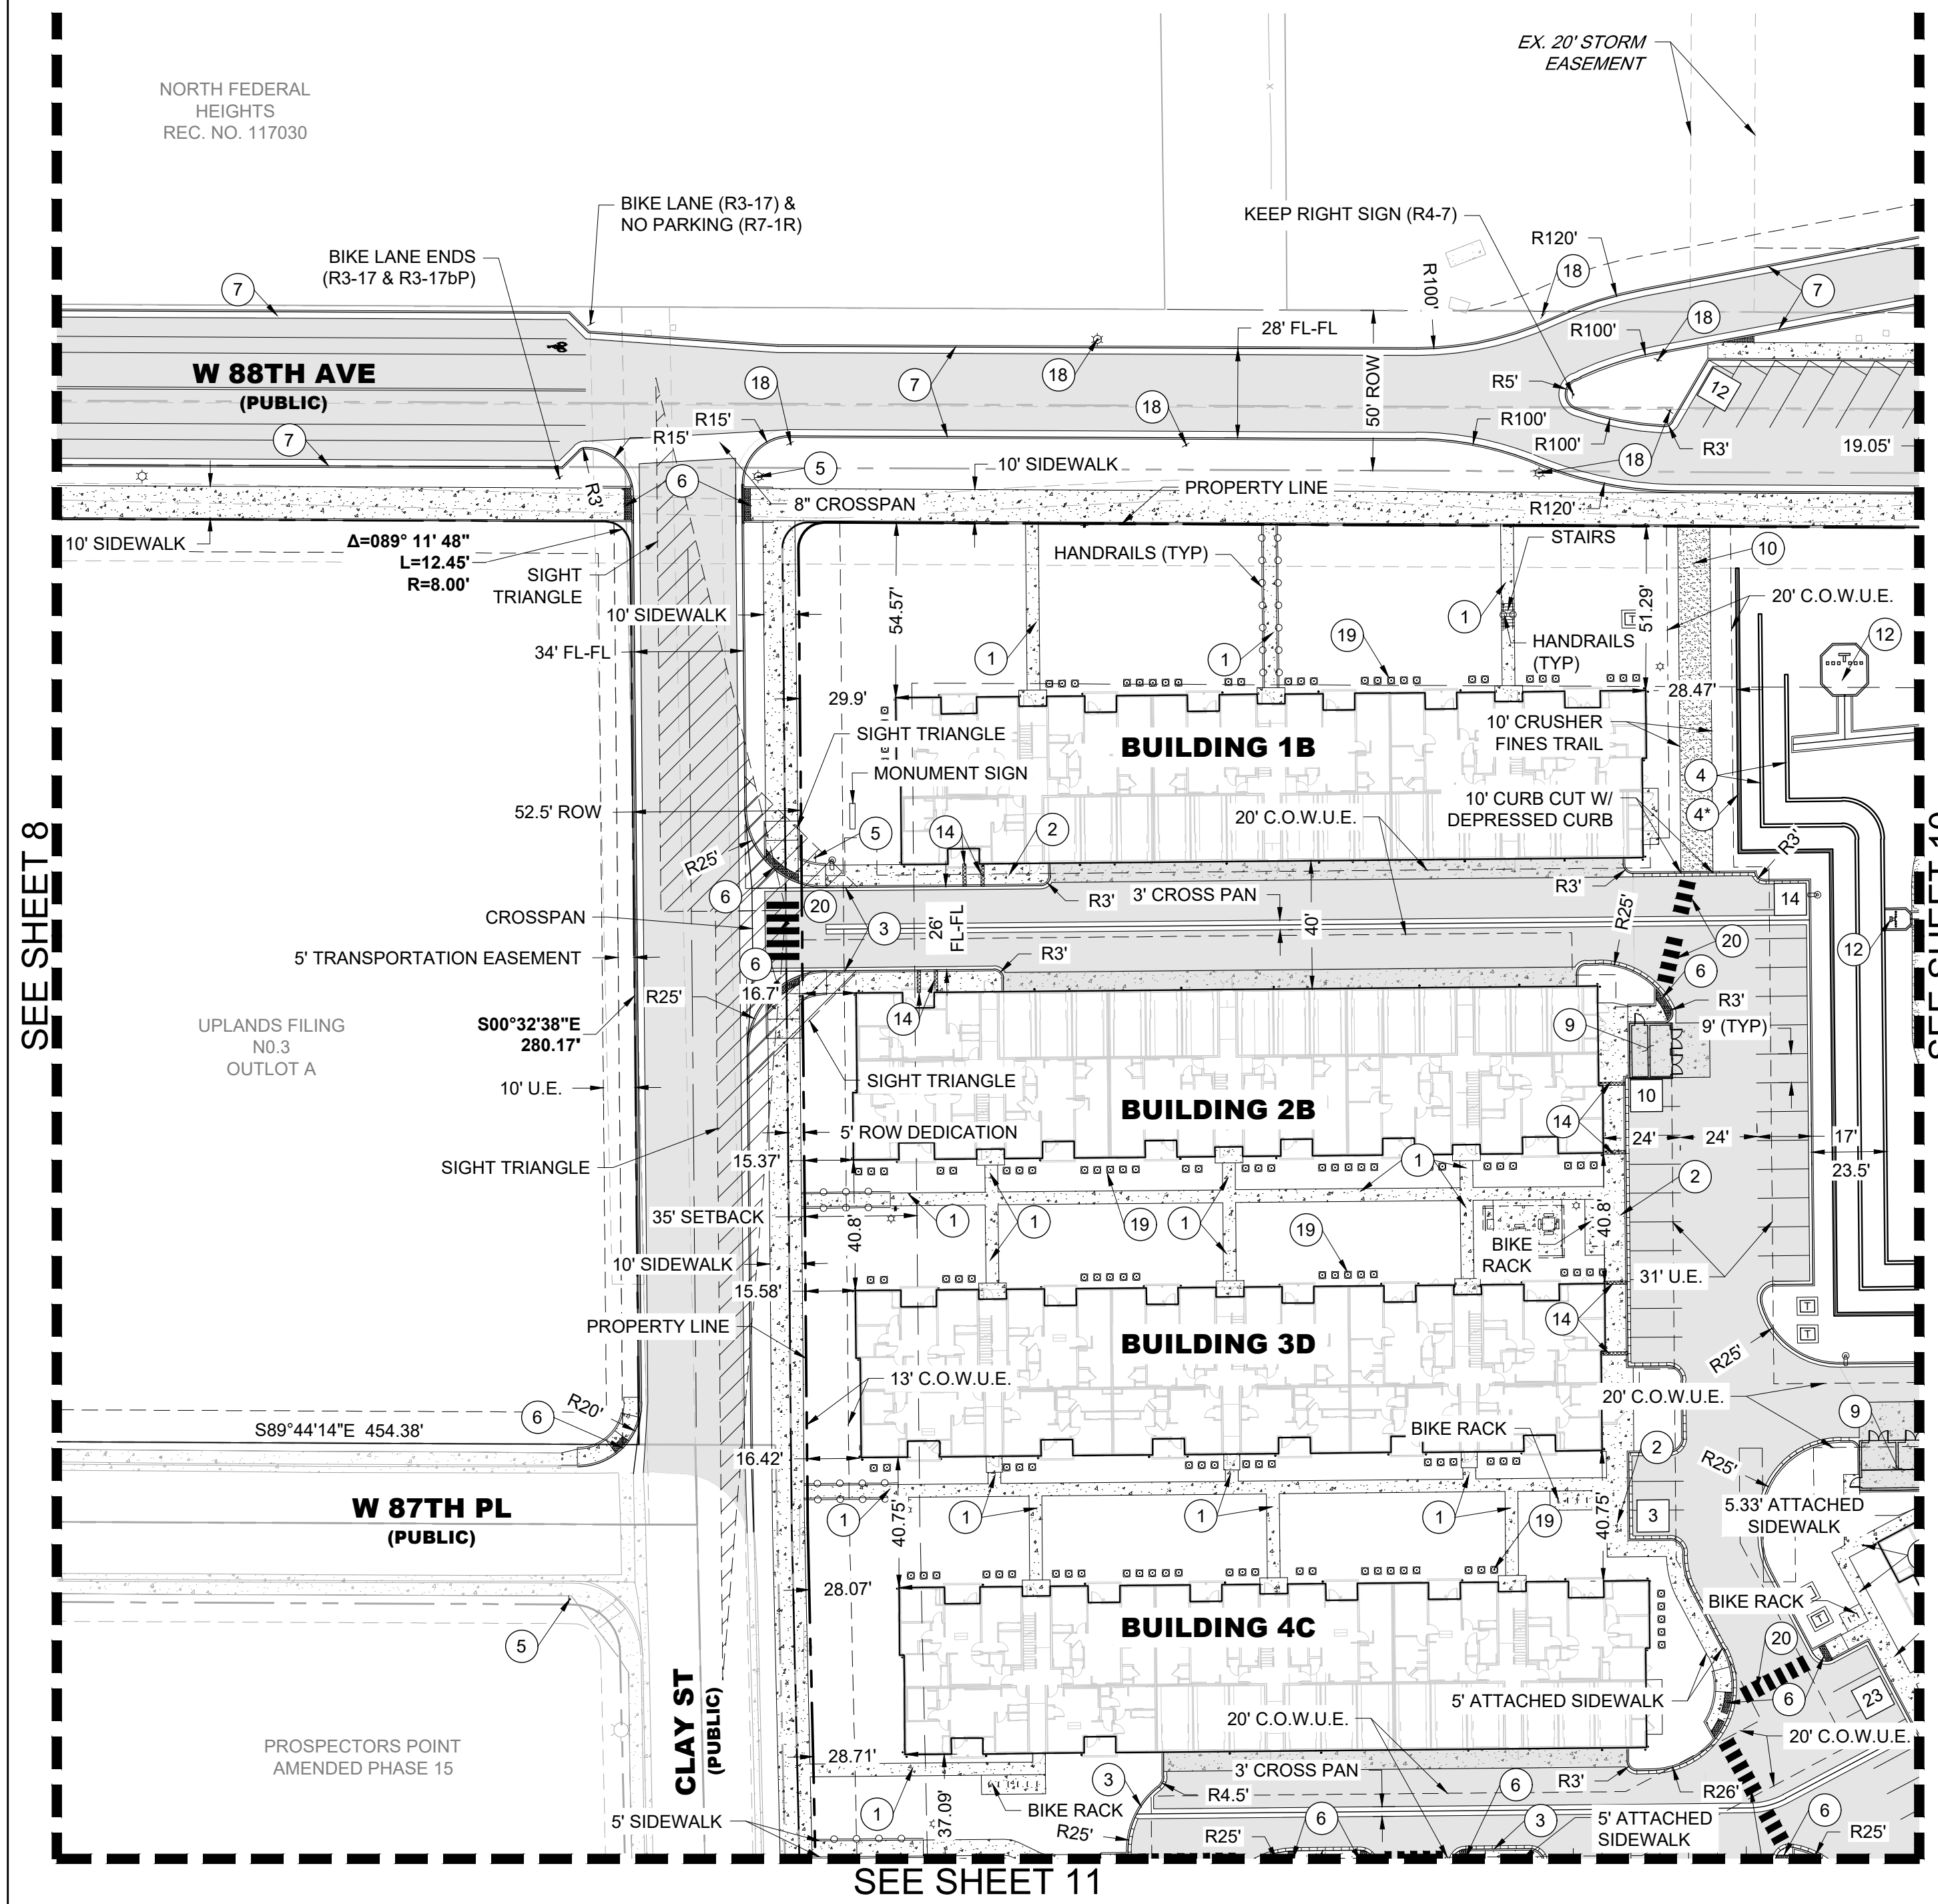 EX. 20' STORM
EASEMENT
NORTH FEDERAL
HEIGHTS
REC. NO. 117030
BIKE LANE (R3-17) &
NO PARKING (R7-1R)
KEEP RIGHT SIGN (R4-7)
BIKE LANE ENDS
(R3-17 & R3-17bP)
R120'
18
7
7
R100'
28' FL-FL
R100'
18
W 88TH AVE
(PUBLIC)
18
7
18
18
50' ROW
R5'
12
R15'
R15'
7
R100'
R100'
R3'
19.05'
18
5
6
R3'
10' SIDEWALK
8" CROSSPAN
PROPERTY LINE
R120'
10' SIDEWALK
Δ=089° 11' 48"
L=12.45'
R=8.00'
SIGHT
TRIANGLE
HANDRAILS (TYP)
STAIRS
10
20' C.O.W.U.E.
10' SIDEWALK
54.57'
51.29'
1
T
34' FL-FL
1
1
19
HANDRAILS
(TYP)
12
T
29.9'
28.47'
SIGHT TRIANGLE
BUILDING 1B
10' CRUSHER
FINES TRAIL
MONUMENT SIGN
4
52.5' ROW
10' CURB CUT W/
DEPRESSED CURB
4*
20' C.O.W.U.E.
5
14
2
R3'
R25'
SEE SHEET 8
6
R3'
R3'
3' CROSS PAN
14
20
CROSSPAN
3
26'
FL-FL
40'
R25'
20
12
5' TRANSPORTATION EASEMENT
6
R3'
6
R25'
16.7'
R3'
UPLANDS FILING
N0.3
OUTLOT A
S00°32'38"E
280.17'
14
9
9' (TYP)
10' U.E.
SIGHT TRIANGLE
BUILDING 2B
10
14
5' ROW DEDICATION
24'
24'
17'
SIGHT TRIANGLE
15.37'
1
23.5'
2
35' SETBACK
40.8'
1
1
19
1
19
BIKE
RACK
40.8'
10' SIDEWALK
31' U.E.
15.58'
PROPERTY LINE
BUILDING 3D
14
T
T
R25'
13' C.O.W.U.E.
20' C.O.W.U.E.
R20'
6
S89°44'14"E  454.38'
9
BIKE RACK
16.42'
2
R25'
W 87TH PL
(PUBLIC)
1
40.75'
1
1
1
19
40.75'
3
5.33' ATTACHED
SIDEWALK
28.07'
BIKE RACK
T
BUILDING 4C
5
20
CLAY ST
(PUBLIC)
5' ATTACHED SIDEWALK
6
23
20' C.O.W.U.E.
20' C.O.W.U.E.
PROSPECTORS POINT
AMENDED PHASE 15
28.71'
3' CROSS PAN
3
6
R3'
R4.5'
R26'
1
BIKE RACK
37.09'
5' SIDEWALK
R25'
R25'
6
3
5' ATTACHED
SIDEWALK
6
R25'
SEE SHEET 11